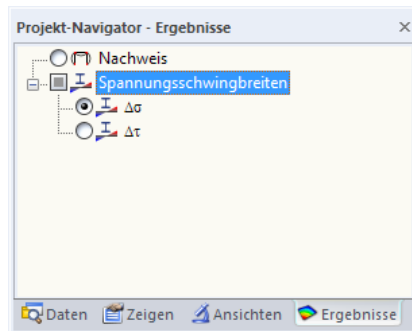 Projekt-Navigator - Ergebnisse
Nachweis
Spannungsschwingbreiten
Δσ
Δτ
Daten Zeigen Ansichten Ergebnisse